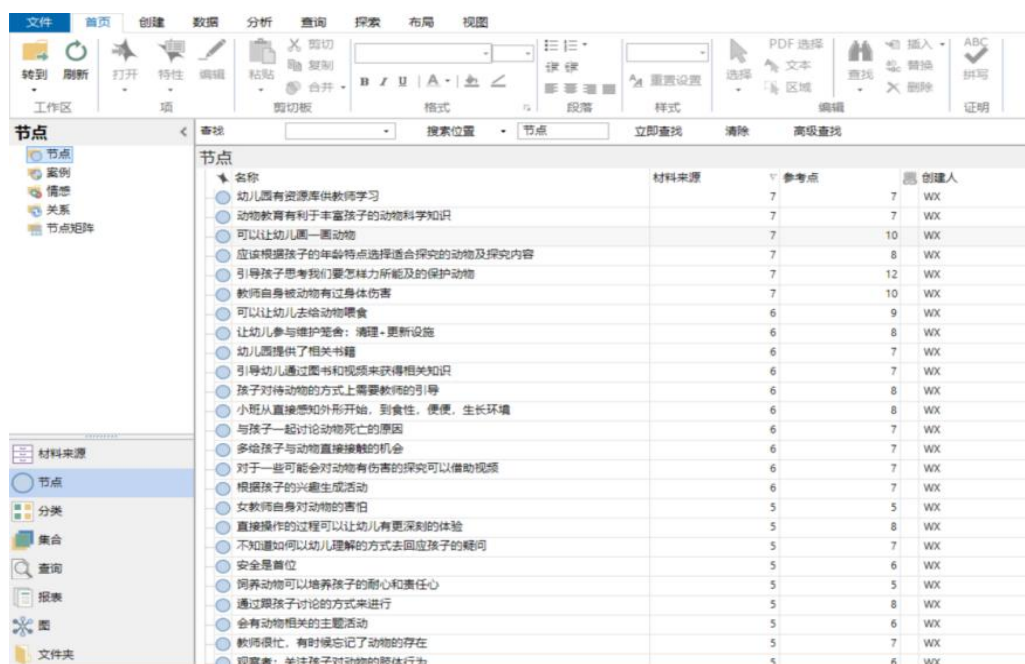 文件 首页 创建 数据 分析 查询 探索 布局 视图
剪切 PDF 选择 插入 ABC
复制 文本 替换
转到 刷新 打开 特性 编辑 粘贴 合并 B I U A 重置设置 选择 区域 查找 删除 拼写
工作区 项 剪切板 格式 段落 样式 编辑 证明
节点 查找 搜索位置 节点 立即查找 清除 高级查找
节点
案例
情感
关系
节点矩阵
材料来源
节点
分类
集合
查询
报表
图
文件夹
节点
名称 材料来源 参考点 创建人
幼儿园有资源库供教师学习 7 7 WX
动物教育有利于丰富孩子的动物科学知识 7 7 WX
可以让幼儿画一画动物 7 10 WX
应该根据孩子的年龄特点选择适合探究的动物及探究内容 7 8 WX
引导孩子思考我们要怎样力所能及的保护动物 7 12 WX
教师自身被动物有过身体伤害 7 10 WX
可以让幼儿去给动物喂食 6 9 WX
让幼儿参与维护笼舍：清理+更新设施 6 8 WX
幼儿园提供了相关书籍 6 7 WX
引导幼儿通过图书和视频来获得相关知识 6 7 WX
孩子对待动物的方式上需要教师的引导 6 8 WX
小班从直接感知外形开始，到食性，便便，生长环境 6 8 WX
与孩子一起讨论动物死亡的原因 6 7 WX
多给孩子与动物直接接触的机会 6 7 WX
对于一些可能会对动物有伤害的探究可以借助视频 6 7 WX
根据孩子的兴趣生成活动 6 7 WX
女教师自身对动物的害怕 5 5 WX
直接操作的过程可以让幼儿有更深刻的体验 5 8 WX
不知道如何以幼儿理解的方式去回应孩子的疑问 5 7 WX
安全是首位 5 6 WX
饲养动物可以培养孩子的耐心和责任心 5 5 WX
通过跟孩子讨论的方式来进行 5 8 WX
会有动物相关的主题活动 5 6 WX
教师很忙，有时候忘记了动物的存在 5 7 WX
观察者：关注孩子对动物的肢体行为 5 6 WX